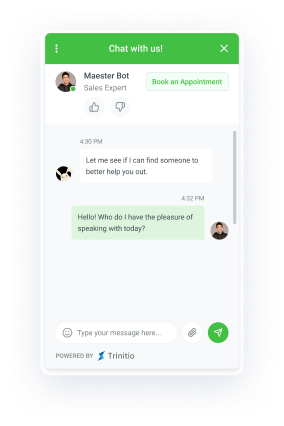 Chat with us!
Maester Bot
Sales Expert
Book an Appointment
4:30 PM
Let me see if I can find someone to
better help you out.
4:32 PM
Hello! Who do I have the pleasure of
speaking with today?
Type your message here...
POWERED BY Trinitio